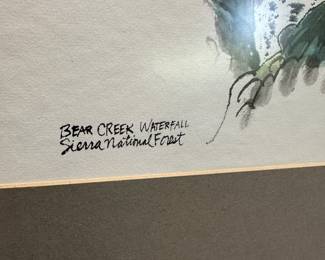 BEAR CREEK WATERFALL
Sierra National Forest